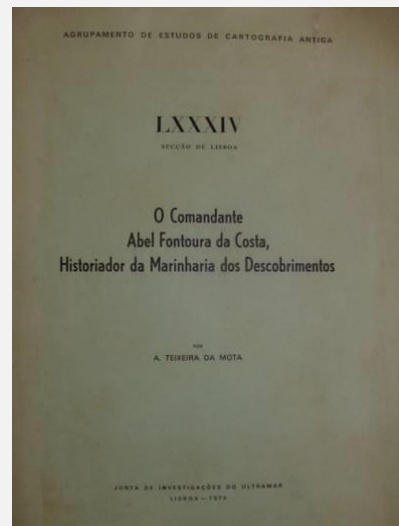 AGRUPAMENTO DE ESTUDOS DE CARTOGRAFIA ANTIGA
LXXXIV
SECÇÃO DE LISBOA
O Comandante
Abel Fontoura da Costa,
Historiador da Marinharia dos Descobrimentos
POR
A. TEIXEIRA DA MOTA
JUNTA DE INVESTIGAÇÕES DO ULTRAMAR
LISBOA —